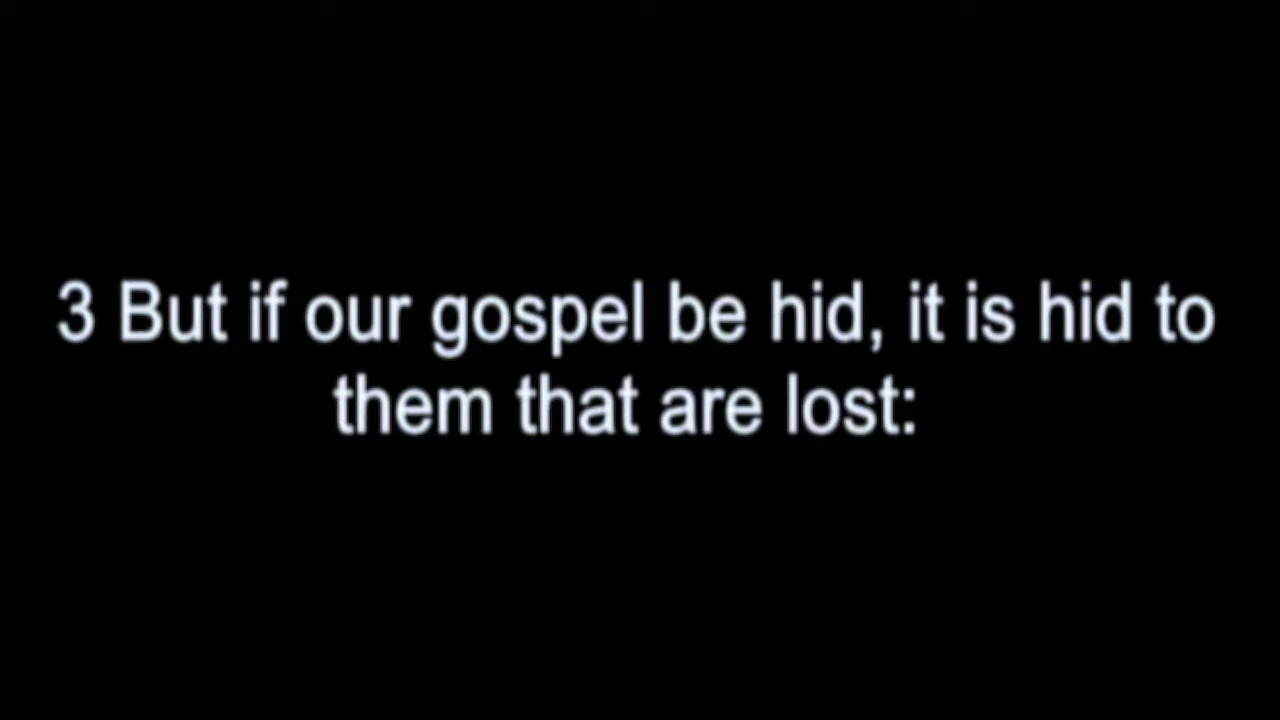 3 But if our gospel be hid, it is hid to
them that are lost: